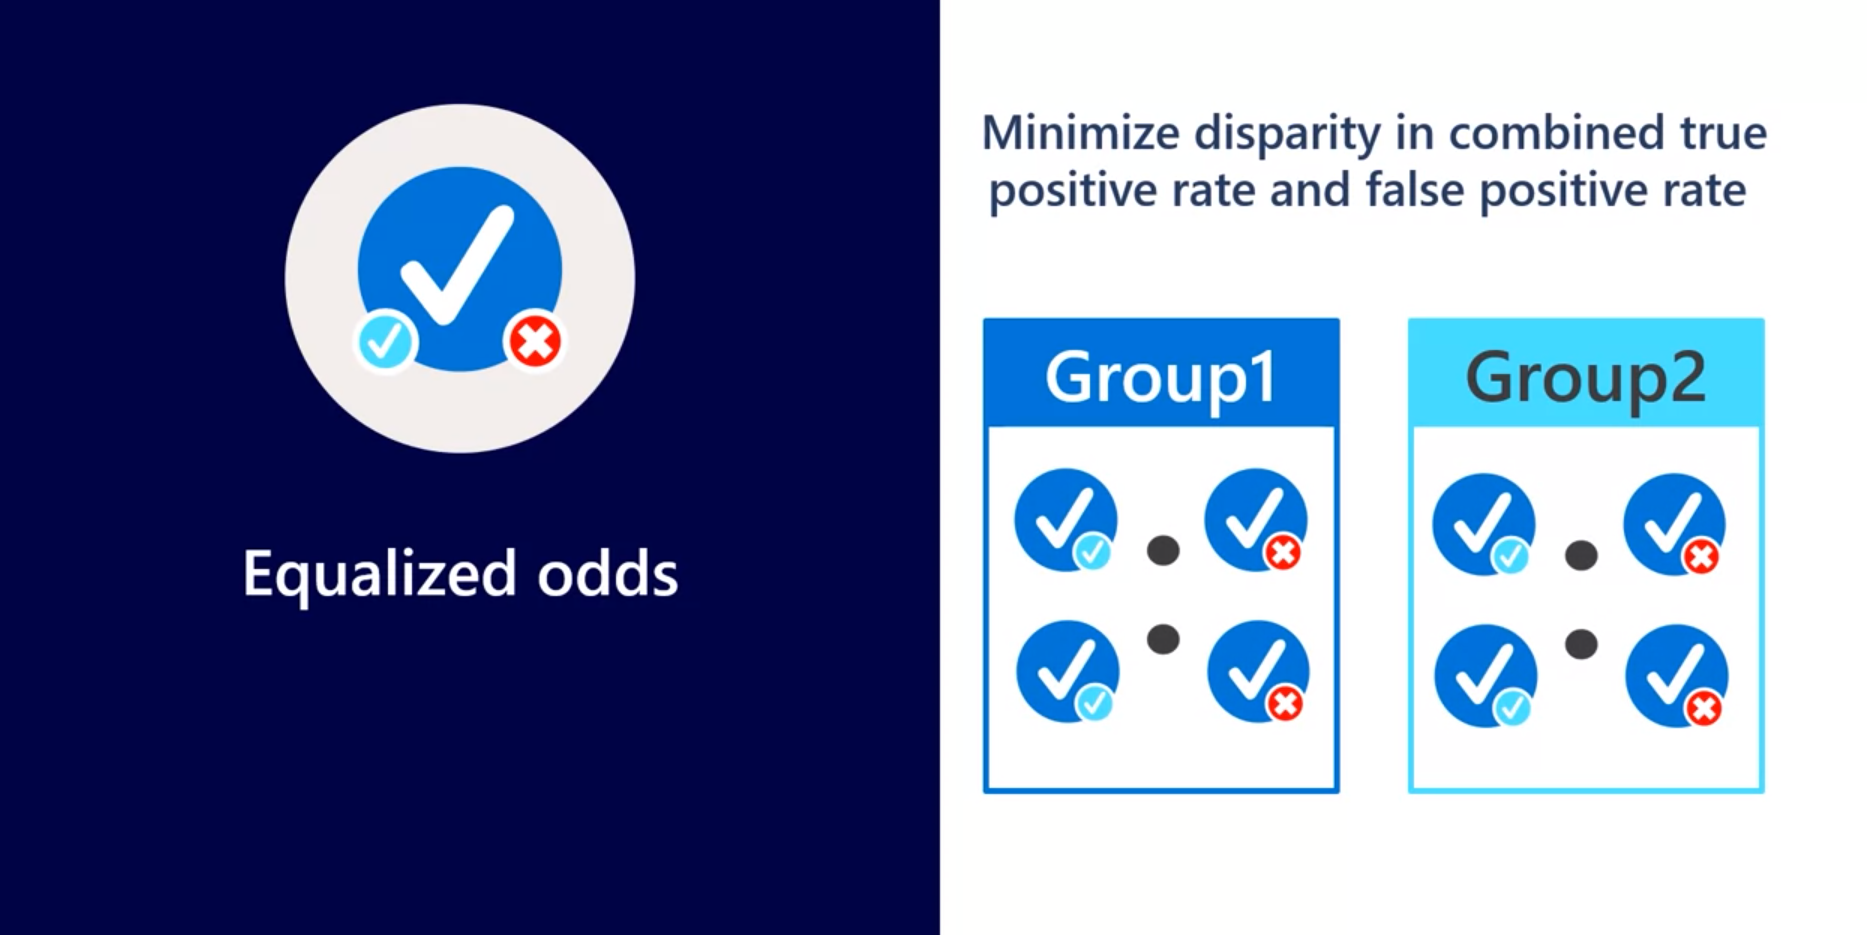 Equalized odds
Minimize disparity in combined true
positive rate and false positive rate
Group1
Group2